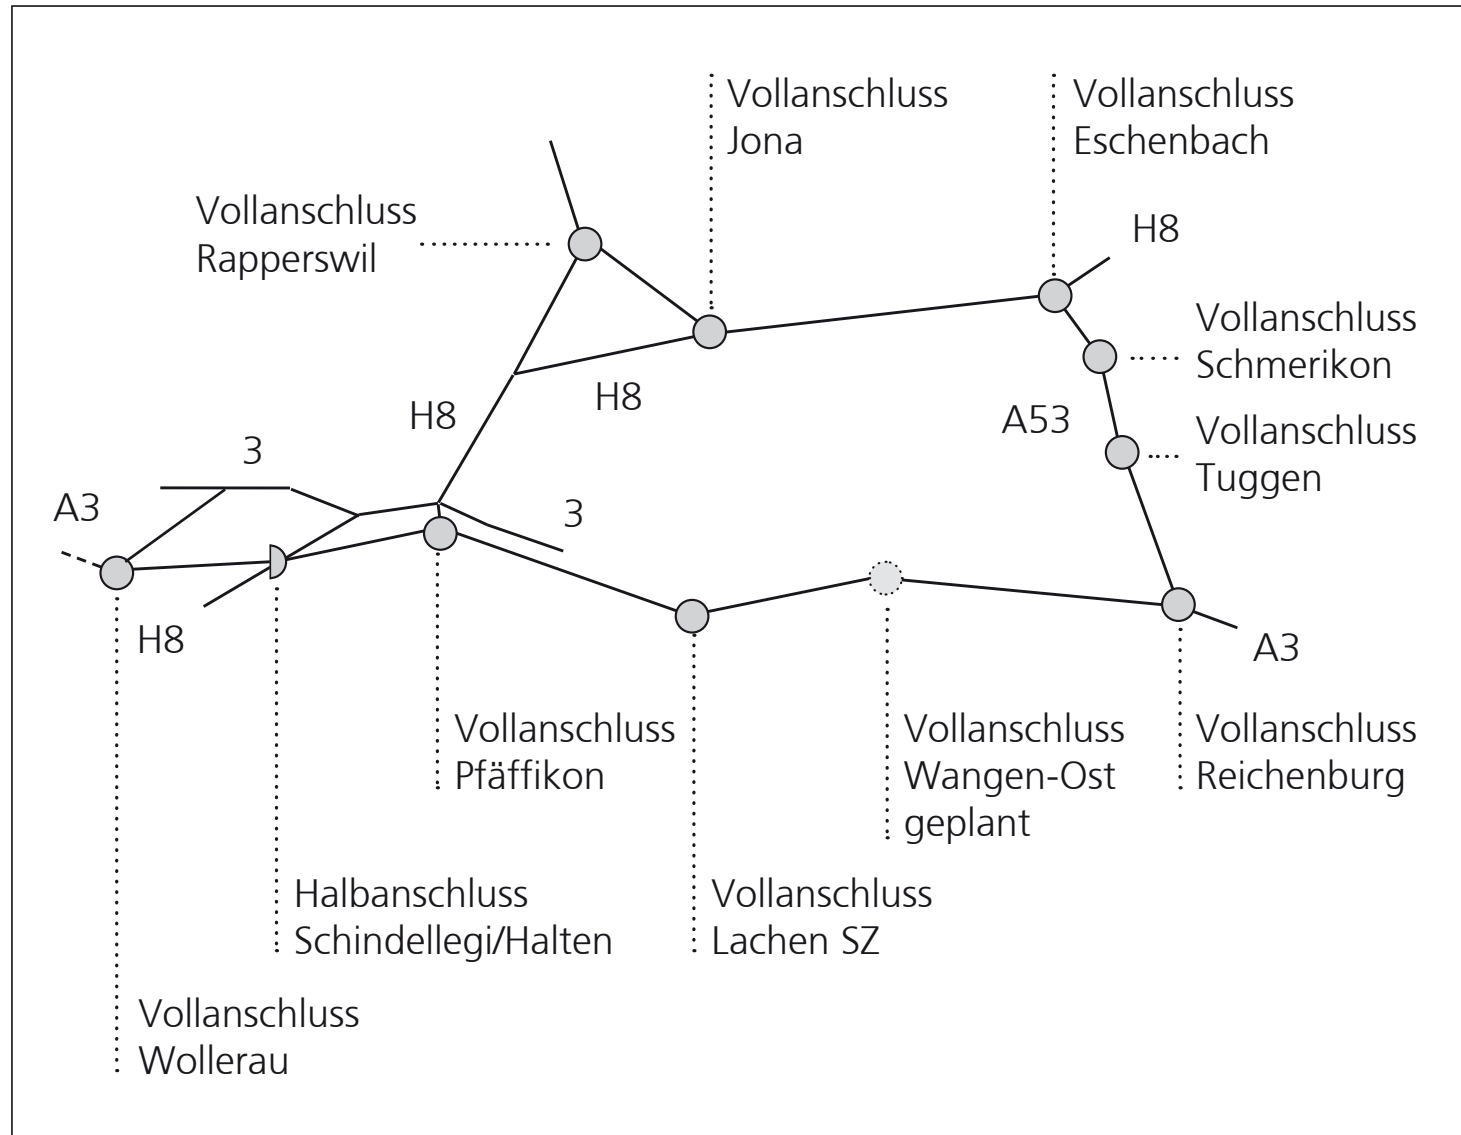 Vollanschluss
Jona
Vollanschluss
Eschenbach
Vollanschluss
Rapperswil
H8
Vollanschluss
Schmerikon
H8
H8
A53
Vollanschluss
Tuggen
3
A3
3
H8
A3
Vollanschluss
Pfäffikon
Vollanschluss
Wangen-Ost
geplant
Vollanschluss
Reichenburg
Halbanschluss
Schindellegi/Halten
Vollanschluss
Lachen SZ
Vollanschluss
Wollerau